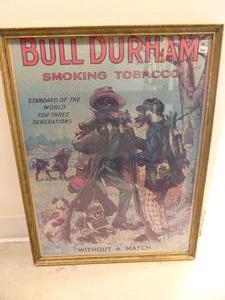 BULL DURHAM
SMOKING TOBACCO
STANDARD OF THE
WORLD
FOR THREE
GENERATIONS
WITHOUT A MATCH